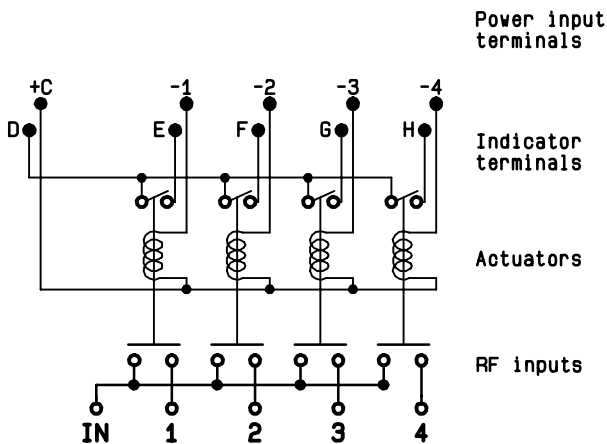 Power input
terminals
+C -1 -2 -3 -4
D E F G H
Indicator
terminals
Actuators
RF inputs
IN 1 2 3 4